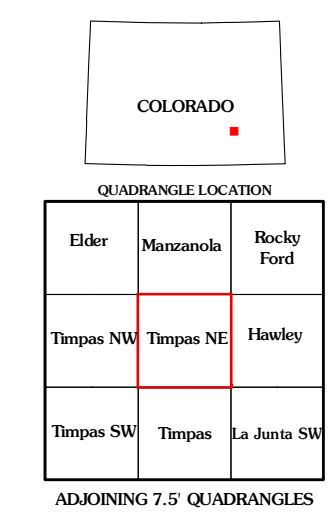 COLORADO
QUADRANGLE LOCATION
Elder
Manzanola
Rocky
Ford
Timpas NW
Timpas NE
Hawley
Timpas SW
Timpas
La Junta SW
ADJOINING 7.5' QUADRANGLES